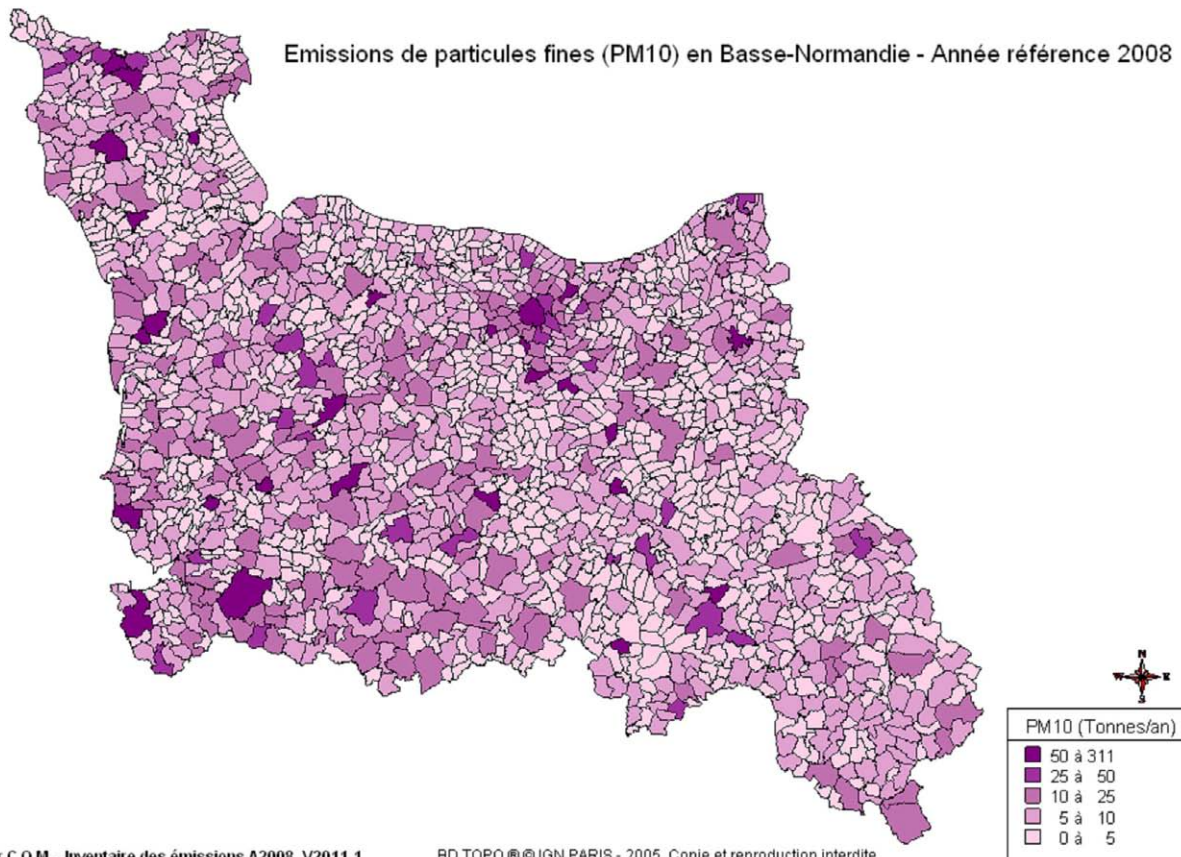 Emissions de particules fines (PM10) en Basse-Normandie - Année référence 2008
N
W E
S
PM10 (Tonnes/an)
50 à 311
25 à 50
10 à 25
5 à 10
0 à 5
C.O.M. - Inventaire des émissions A2008_V2011.1
BD TOPO ® © IGN PARIS - 2005. Copie et reproduction interdite